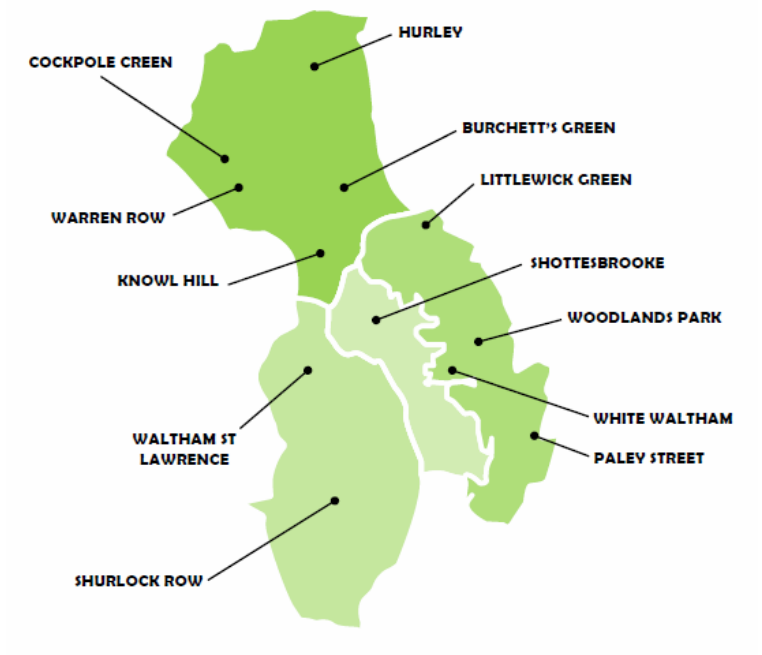 HURLEY
COCKPOLE CREEN
BURCHETT'S GREEN
LITTLEWICK GREEN
WARREN ROW
SHOTTESBROOKE
KNOWL HILL
WOODLANDS PARK
WHITE WALTHAM
WALTHAM ST
LAWRENCE
PALEY STREET
SHURLOCK ROW